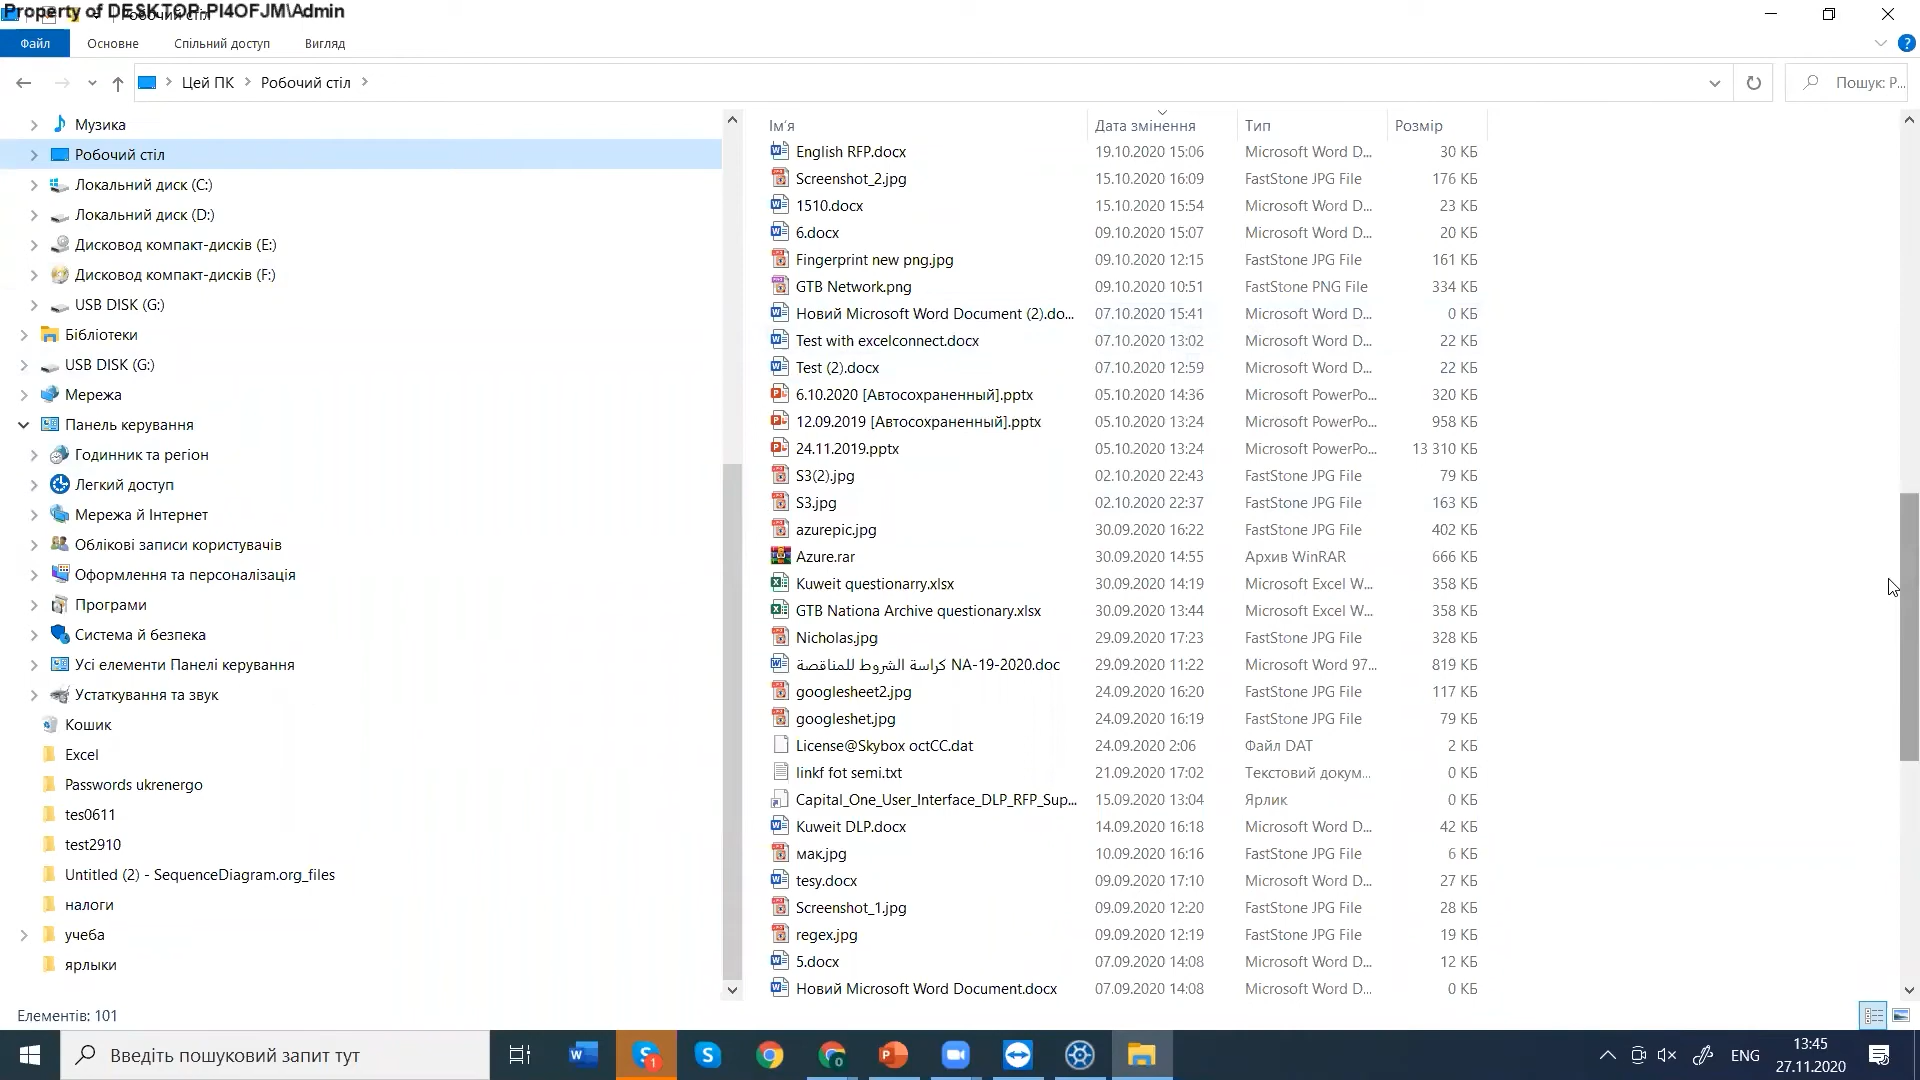 Property of DESKTOP-PI4OFJM\Admin
Робочий стіл
Файл
Основне
Спільний доступ
Вигляд
Цей ПК
Робочий стіл
Пошук: Р...
Музика
Робочий стіл
Локальний диск (C:)
Локальний диск (D:)
Дисковод компакт-дисків (E:)
Дисковод компакт-дисків (F:)
USB DISK (G:)
Бібліотеки
USB DISK (G:)
Мережа
Панель керування
Годинник та регіон
Легкий доступ
Мережа й Інтернет
Облікові записи користувачів
Оформлення та персоналізація
Програми
Система й безпека
Усі елементи Панелі керування
Устаткування та звук
Кошик
Excel
Passwords ukrenergo
tes0611
test2910
Untitled (2) - SequenceDiagram.org_files
налоги
учеба
ярлыки
Ім'я Дата змінення Тип Розмір
English RFP.docx 19.10.2020 15:06 Microsoft Word D... 30 КБ
Screenshot_2.jpg 15.10.2020 16:09 FastStone JPG File 176 КБ
1510.docx 15.10.2020 15:54 Microsoft Word D... 23 КБ
6.docx 09.10.2020 15:07 Microsoft Word D... 20 КБ
Fingerprint new png.jpg 09.10.2020 12:15 FastStone JPG File 161 КБ
GTB Network.png 09.10.2020 10:51 FastStone PNG File 334 КБ
Новий Microsoft Word Document (2).do... 07.10.2020 15:41 Microsoft Word D... 0 КБ
Test with excelconnect.docx 07.10.2020 13:02 Microsoft Word D... 22 КБ
Test (2).docx 07.10.2020 12:59 Microsoft Word D... 22 КБ
6.10.2020 [Автосохраненный].pptx 05.10.2020 14:36 Microsoft PowerPo... 320 КБ
12.09.2019 [Автосохраненный].pptx 05.10.2020 13:24 Microsoft PowerPo... 958 КБ
24.11.2019.pptx 05.10.2020 13:24 Microsoft PowerPo... 13 310 КБ
S3(2).jpg 02.10.2020 22:43 FastStone JPG File 79 КБ
S3.jpg 02.10.2020 22:37 FastStone JPG File 163 КБ
azurepic.jpg 30.09.2020 16:22 FastStone JPG File 402 КБ
Azure.rar 30.09.2020 14:55 Архив WinRAR 666 КБ
Kuweit questionarry.xlsx 30.09.2020 14:19 Microsoft Excel W... 358 КБ
GTB Nationa Archive questionary.xlsx 30.09.2020 13:44 Microsoft Excel W... 358 КБ
Nicholas.jpg 29.09.2020 17:23 FastStone JPG File 328 КБ
كراسة الشروط للمناقصة NA-19-2020.doc 29.09.2020 11:22 Microsoft Word 97... 819 КБ
googlesheet2.jpg 24.09.2020 16:20 FastStone JPG File 117 КБ
googleshet.jpg 24.09.2020 16:19 FastStone JPG File 79 КБ
License@Skybox octCC.dat 24.09.2020 2:06 Файл DAT 2 КБ
linkf fot semi.txt 21.09.2020 17:02 Текстовий докум... 0 КБ
Capital_One_User_Interface_DLP_RFP_Sup... 15.09.2020 13:04 Ярлик 0 КБ
Kuweit DLP.docx 14.09.2020 16:18 Microsoft Word D... 42 КБ
мак.jpg 10.09.2020 16:16 FastStone JPG File 6 КБ
tesy.docx 09.09.2020 17:10 Microsoft Word D... 27 КБ
Screenshot_1.jpg 09.09.2020 12:20 FastStone JPG File 28 КБ
regex.jpg 09.09.2020 12:19 FastStone JPG File 19 КБ
5.docx 07.09.2020 14:08 Microsoft Word D... 12 КБ
Новий Microsoft Word Document.docx 07.09.2020 14:08 Microsoft Word D... 0 КБ
Елементів: 101
Введіть пошуковий запит тут
1
ENG
13:45
27.11.2020